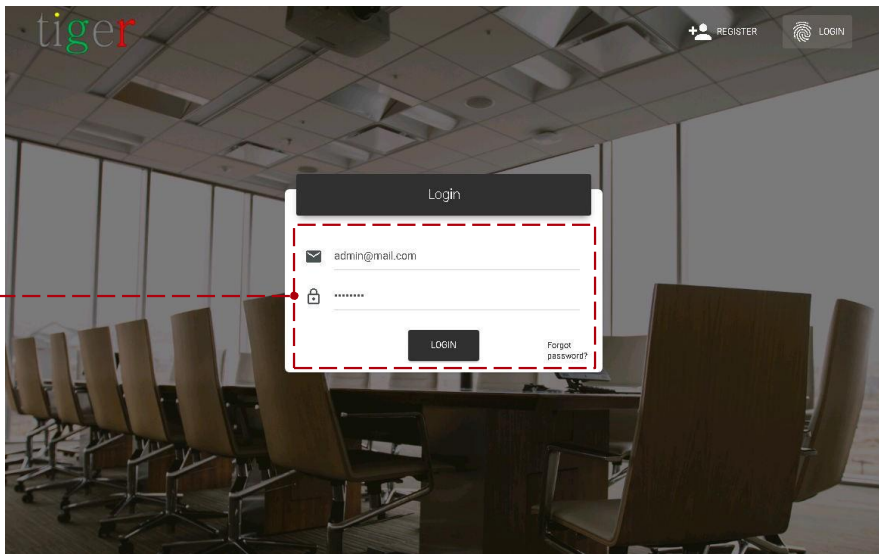 tiger
REGISTER
LOGIN
Login
admin@mail.com
••••••••
LOGIN
Forgot
password?